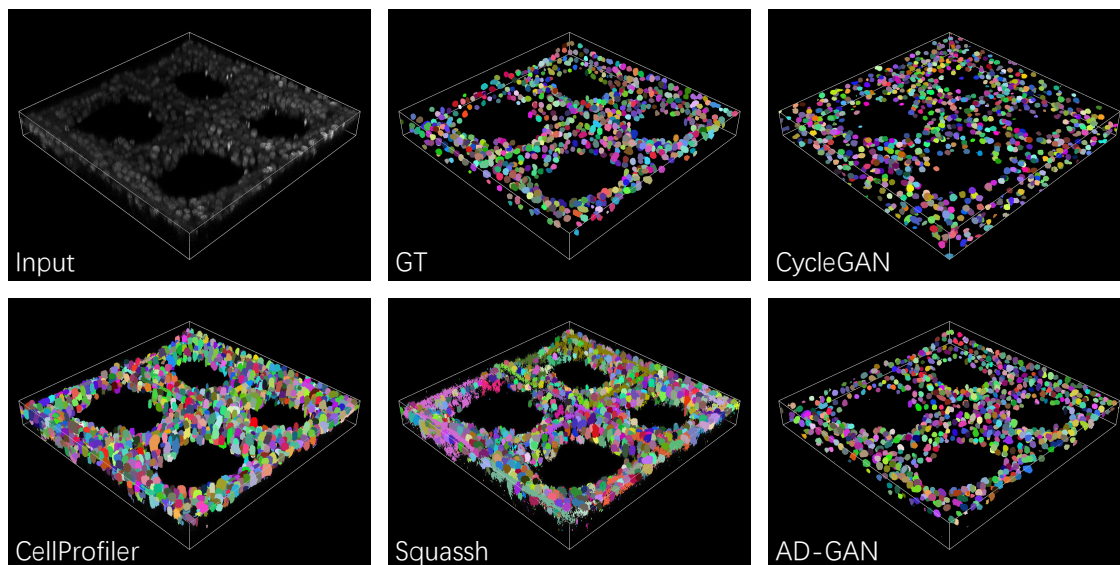 Input
GT
CycleGAN
CellProfiler
Squassh
AD-GAN